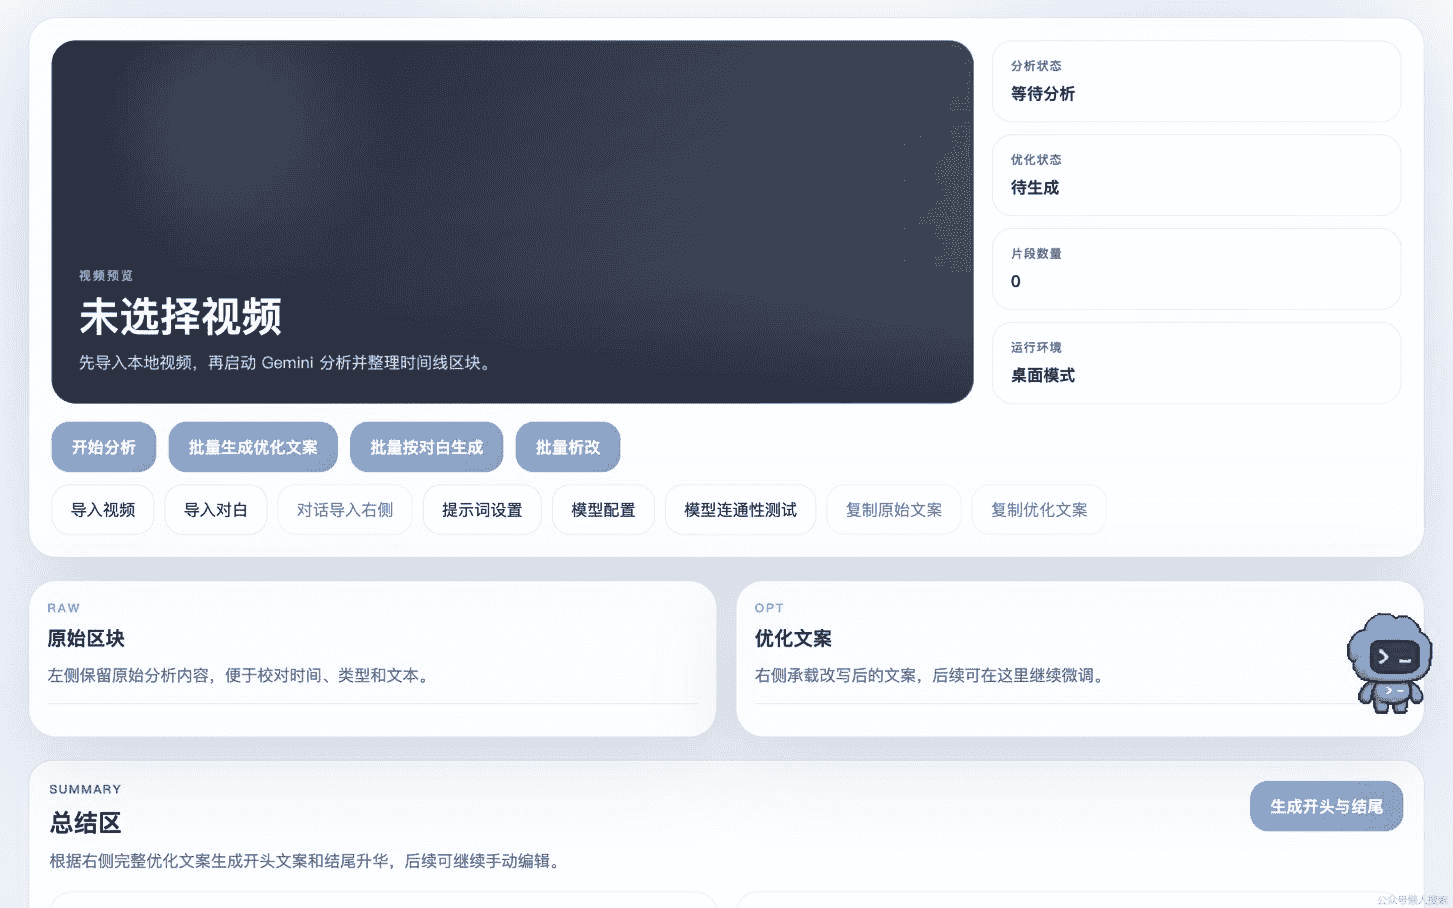 视频预览
未选择视频
先导入本地视频，再启动 Gemini 分析并整理时间线区块。
分析状态
等待分析
优化状态
待生成
片段数量
0
运行环境
桌面模式
开始分析
批量生成优化文案
批量按对白生成
批量析改
导入视频
导入对白
对话导入右侧
提示词设置
模型配置
模型连通性测试
复制原始文案
复制优化文案
RAW
原始区块
左侧保留原始分析内容，便于校对时间、类型和文本。
OPT
优化文案
右侧承载改写后的文案，后续可在这里继续微调。
SUMMARY
总结区
根据右侧完整优化文案生成开头文案和结尾升华，后续可继续手动编辑。
生成开头与结尾
公众号懒人搜索